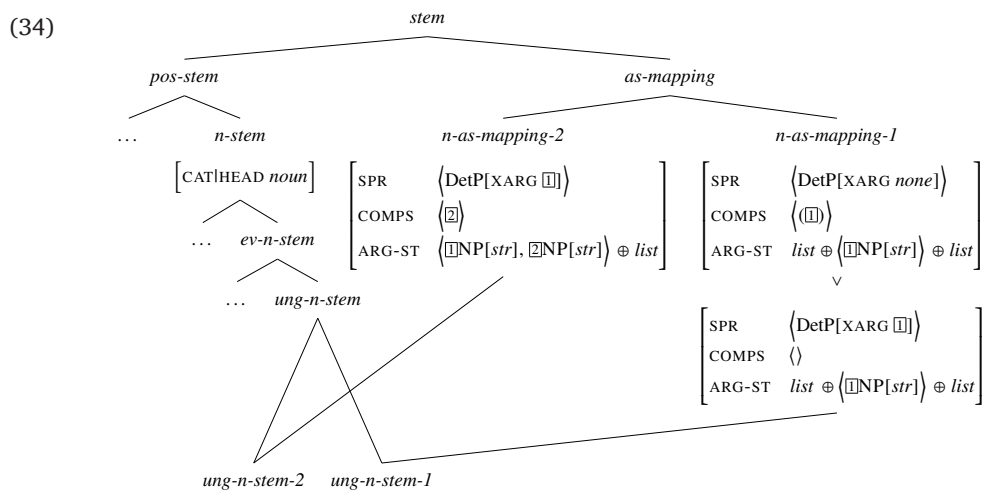 (34)
stem
pos-stem as-mapping
… n-stem n-as-mapping-2 n-as-mapping-1
[CAT|HEAD noun]
[SPR ⟨DetP[XARG 1]⟩ [SPR ⟨DetP[XARG none]⟩
COMPS ⟨2⟩ COMPS ⟨(1)⟩
… ev-n-stem
ARG-ST ⟨1NP[str], 2NP[str]⟩ ⊕ list] ARG-ST list ⊕ ⟨1NP[str]⟩ ⊕ list]
∨
… ung-n-stem
[SPR ⟨DetP[XARG 1]⟩
COMPS ⟨⟩
ARG-ST list ⊕ ⟨1NP[str]⟩ ⊕ list]
ung-n-stem-2 ung-n-stem-1